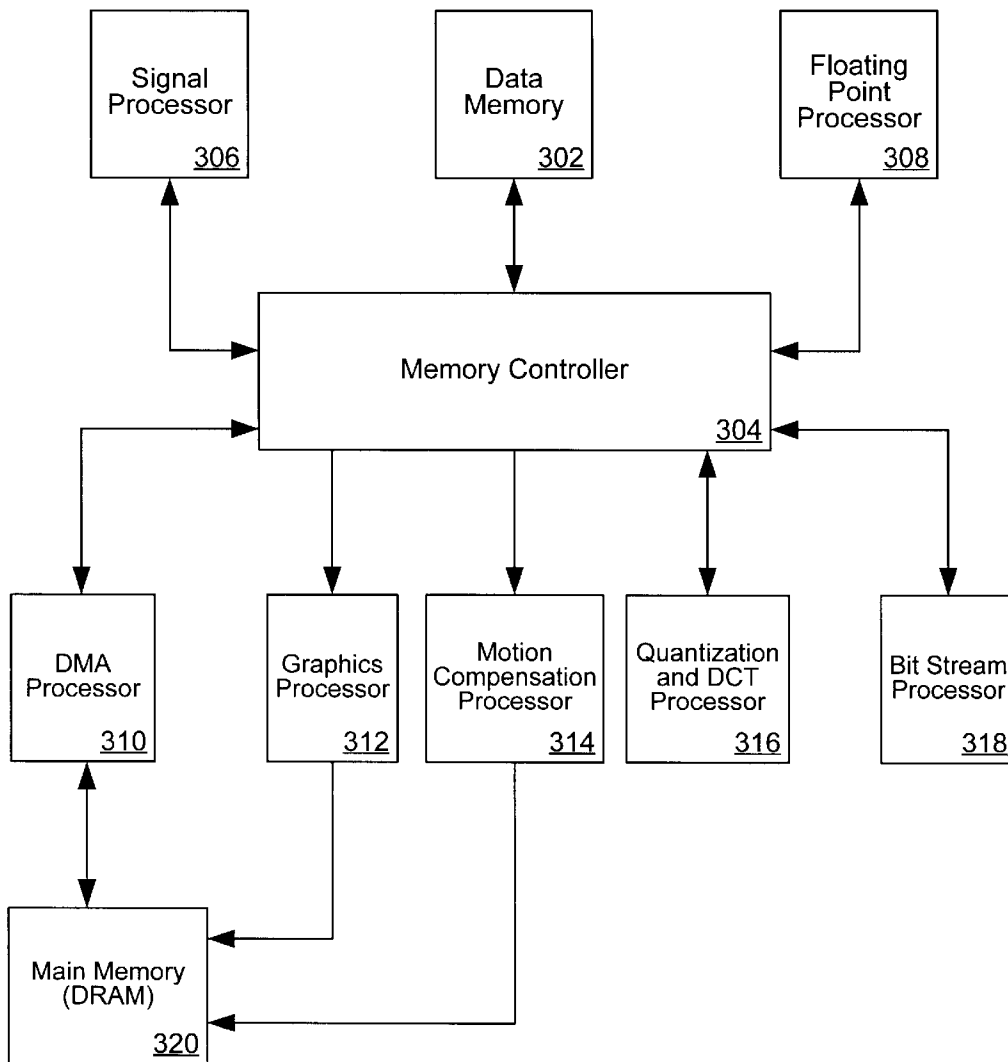 Signal
Processor
306
Data
Memory
302
Floating
Point
Processor
308
Memory Controller
304
DMA
Processor
310
Graphics
Processor
312
Motion
Compensation
Processor
314
Quantization
and DCT
Processor
316
Bit Stream
Processor
318
Main Memory
(DRAM)
320